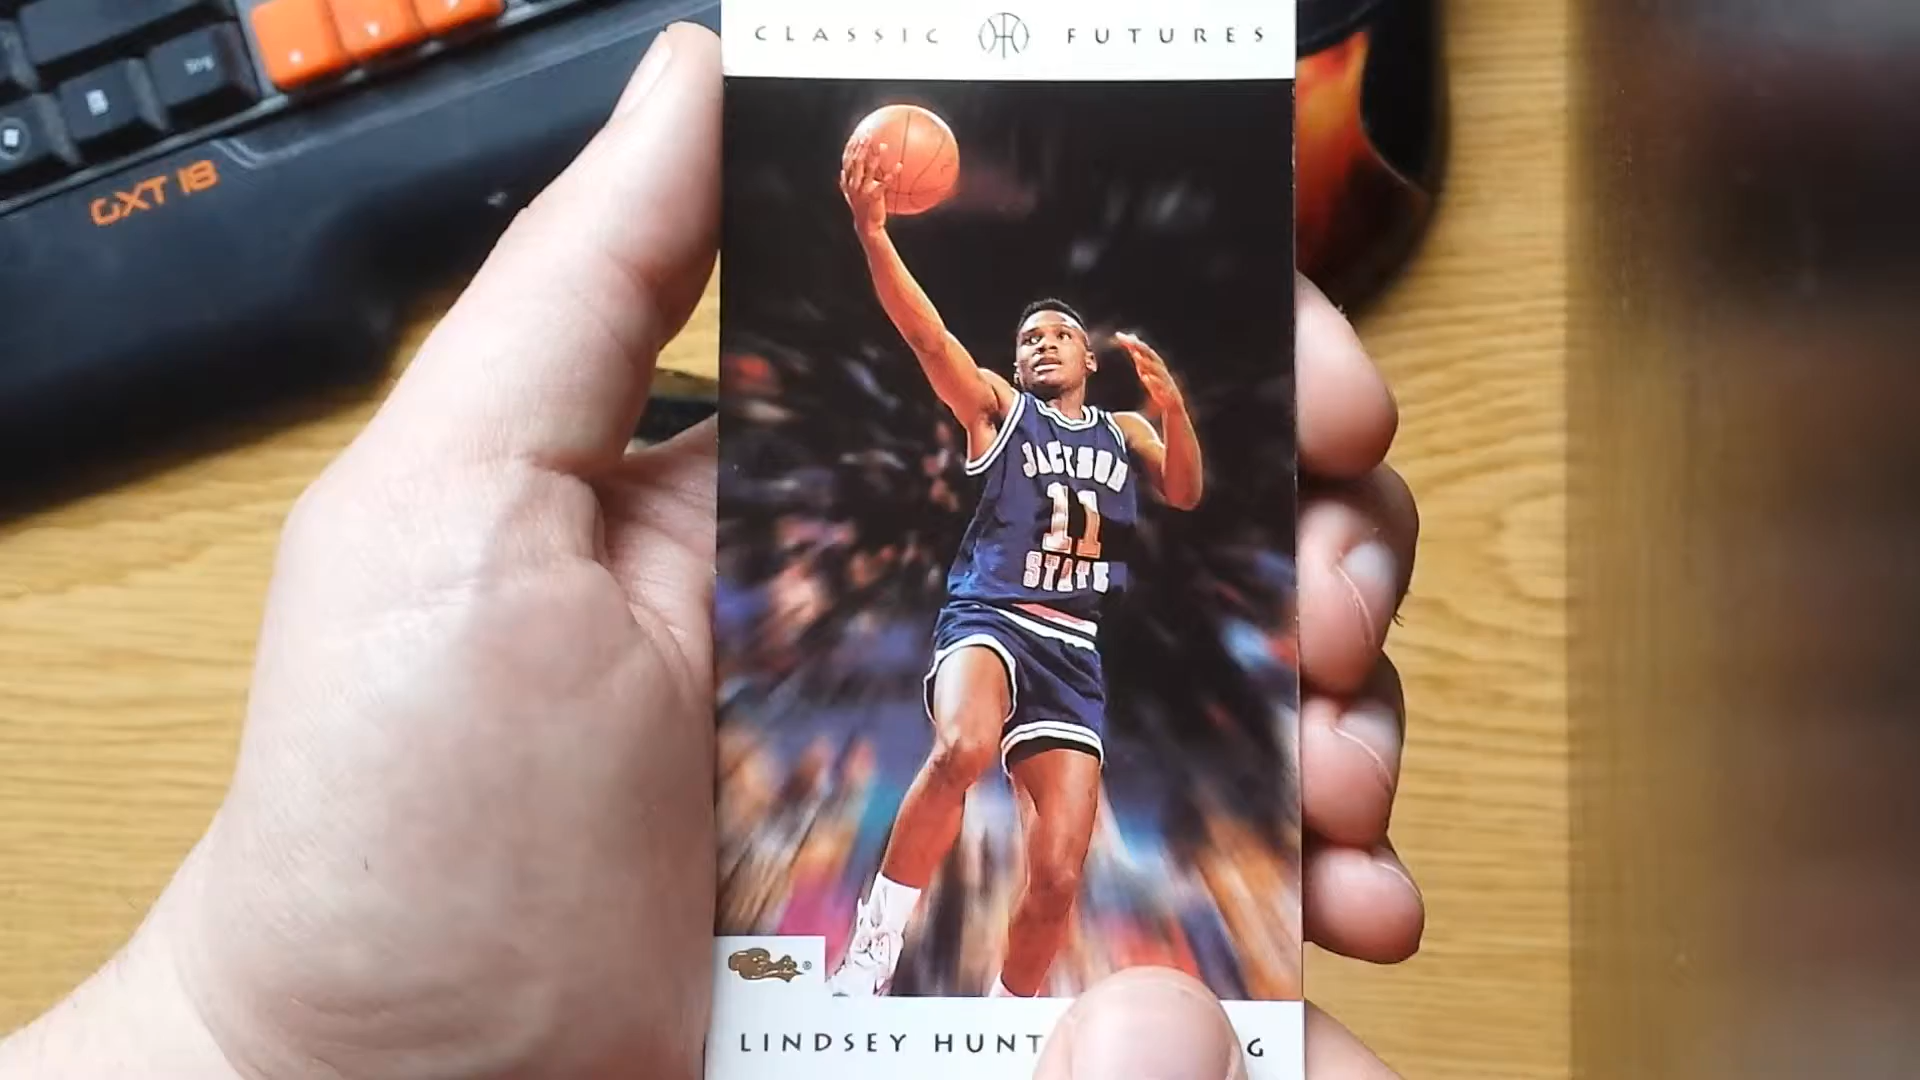 CLASSIC FUTURES
GXT 18
JACKSON
11
STATE
LINDSEY HUNT G